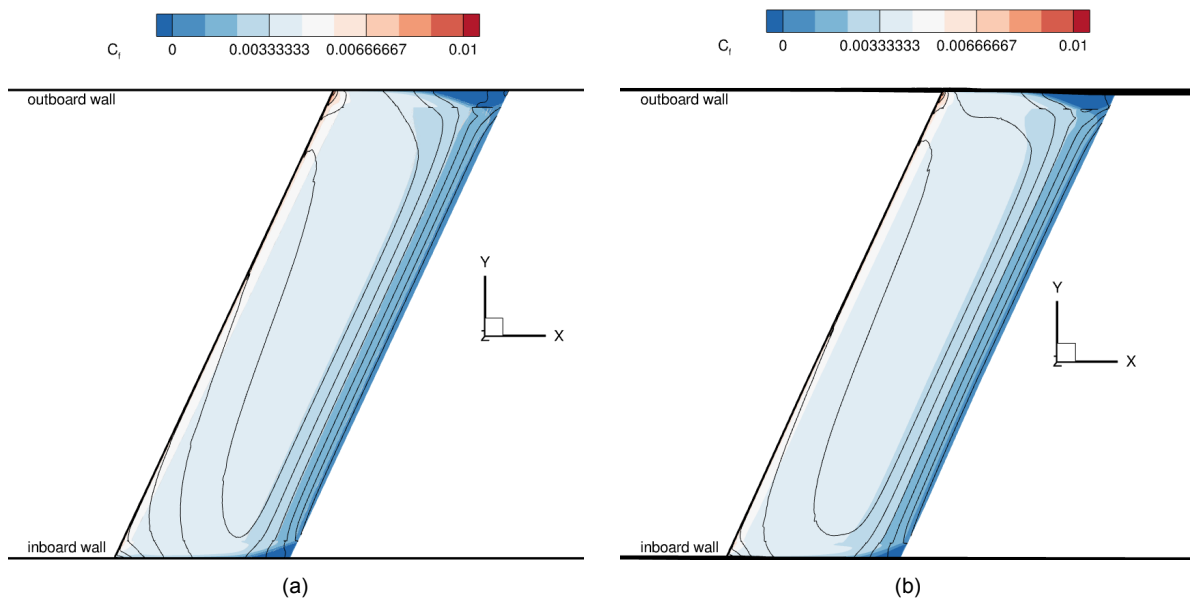 C_f 0 0.00333333 0.00666667 0.01
C_f 0 0.00333333 0.00666667 0.01
outboard wall
outboard wall
Y
Z X
Y
Z X
inboard wall
inboard wall
(a)
(b)